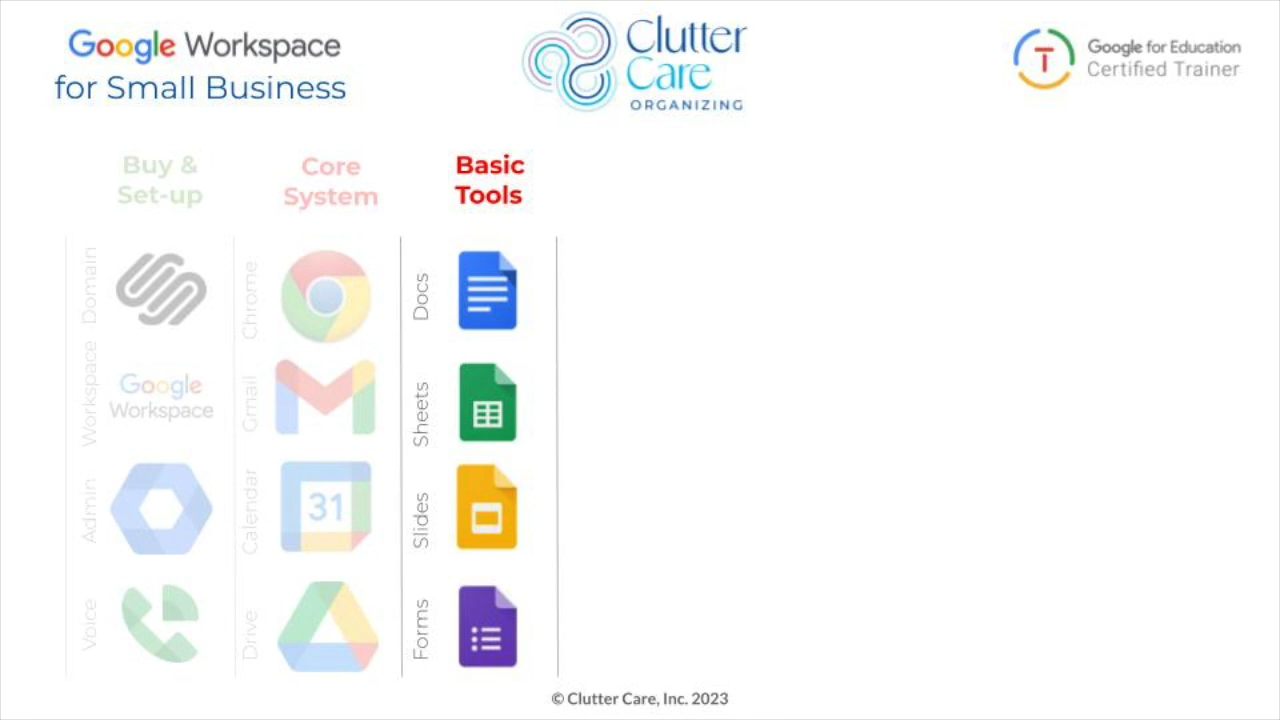 Google Workspace
for Small Business
Clutter
Care
ORGANIZING
T
Google for Education
Certified Trainer
Buy &
Set-up
Core
System
Basic
Tools
Domain
Chrome
Docs
Workspace
Google
Workspace
Gmail
Sheets
Admin
Calendar
31
Slides
Voice
Drive
Forms
© Clutter Care, Inc. 2023